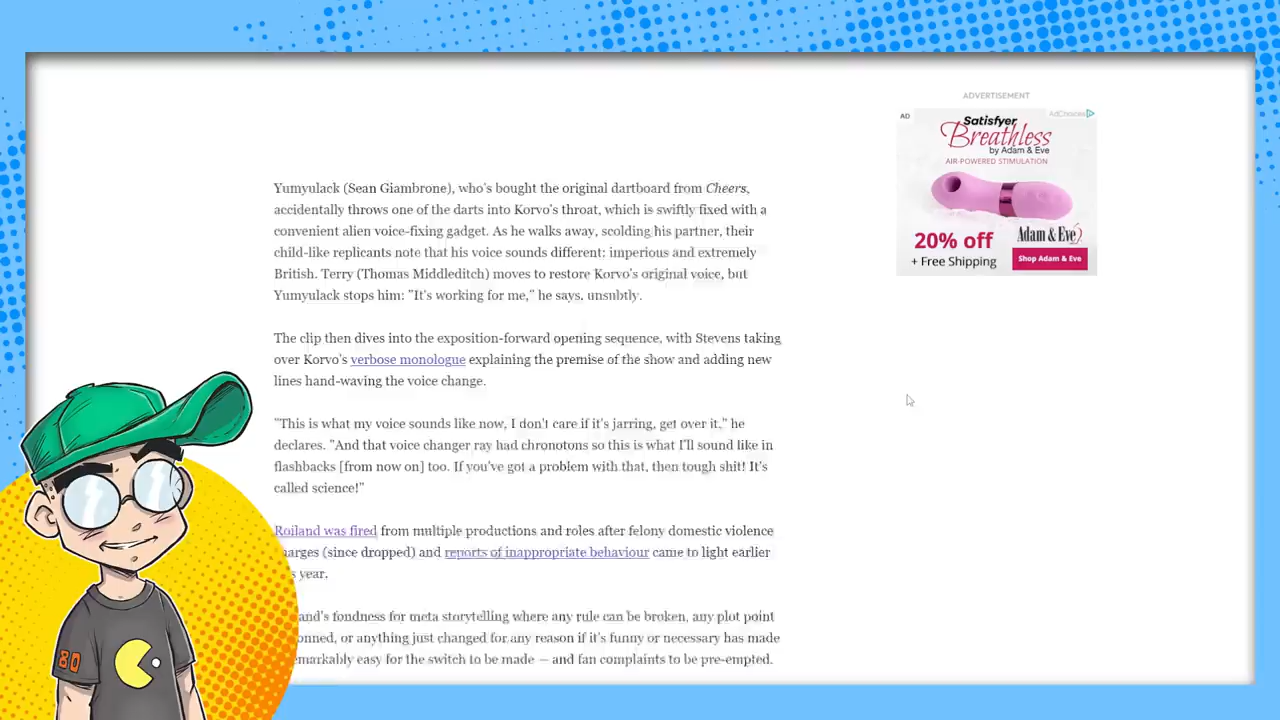 ADVERTISEMENT
AD
AdChoices
Satisfyer
Breathless
by Adam & Eve
AIR-POWERED STIMULATION
20% off
+ Free Shipping
Adam & Eve
Shop Adam & Eve
Yumyulack (Sean Giambrone), who's bought the original dartboard from Cheers,
accidentally throws one of the darts into Korvo's throat, which is swiftly fixed with a
convenient alien voice-fixing gadget. As he walks away, scolding his partner, their
child-like replicants note that his voice sounds different: imperious and extremely
British. Terry (Thomas Middleditch) moves to restore Korvo's original voice, but
Yumyulack stops him: "It's working for me," he says, unsubtly.
The clip then dives into the exposition-forward opening sequence, with Stevens taking
over Korvo's verbose monologue explaining the premise of the show and adding new
lines hand-waving the voice change.
"This is what my voice sounds like now, I don't care if it's jarring, get over it," he
declares. "And that voice changer ray had chronotons so this is what I'll sound like in
flashbacks [from now on] too. If you've got a problem with that, then tough shit! It's
called science!"
Roiland was fired from multiple productions and roles after felony domestic violence
harges (since dropped) and reports of inappropriate behaviour came to light earlier
s year.
and's fondness for meta storytelling where any rule can be broken, any plot point
onned, or anything just changed for any reason if it's funny or necessary has made
emarkably easy for the switch to be made — and fan complaints to be pre-empted.
80